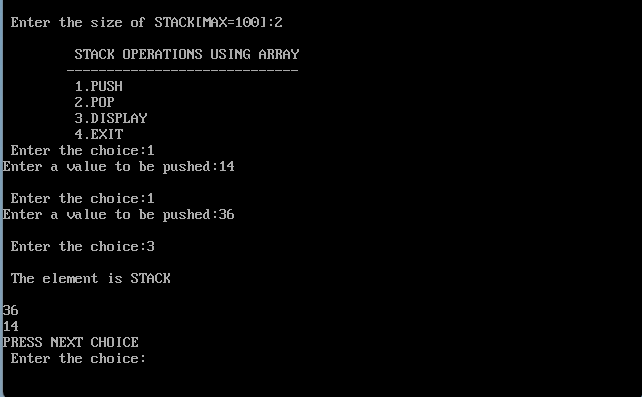 Enter the size of STACK[MAX=100]:2
STACK OPERATIONS USING ARRAY
-----------------------------
1.PUSH
2.POP
3.DISPLAY
4.EXIT
Enter the choice:1
Enter a value to be pushed:14
Enter the choice:1
Enter a value to be pushed:36
Enter the choice:3
The element is STACK
36
14
PRESS NEXT CHOICE
Enter the choice: